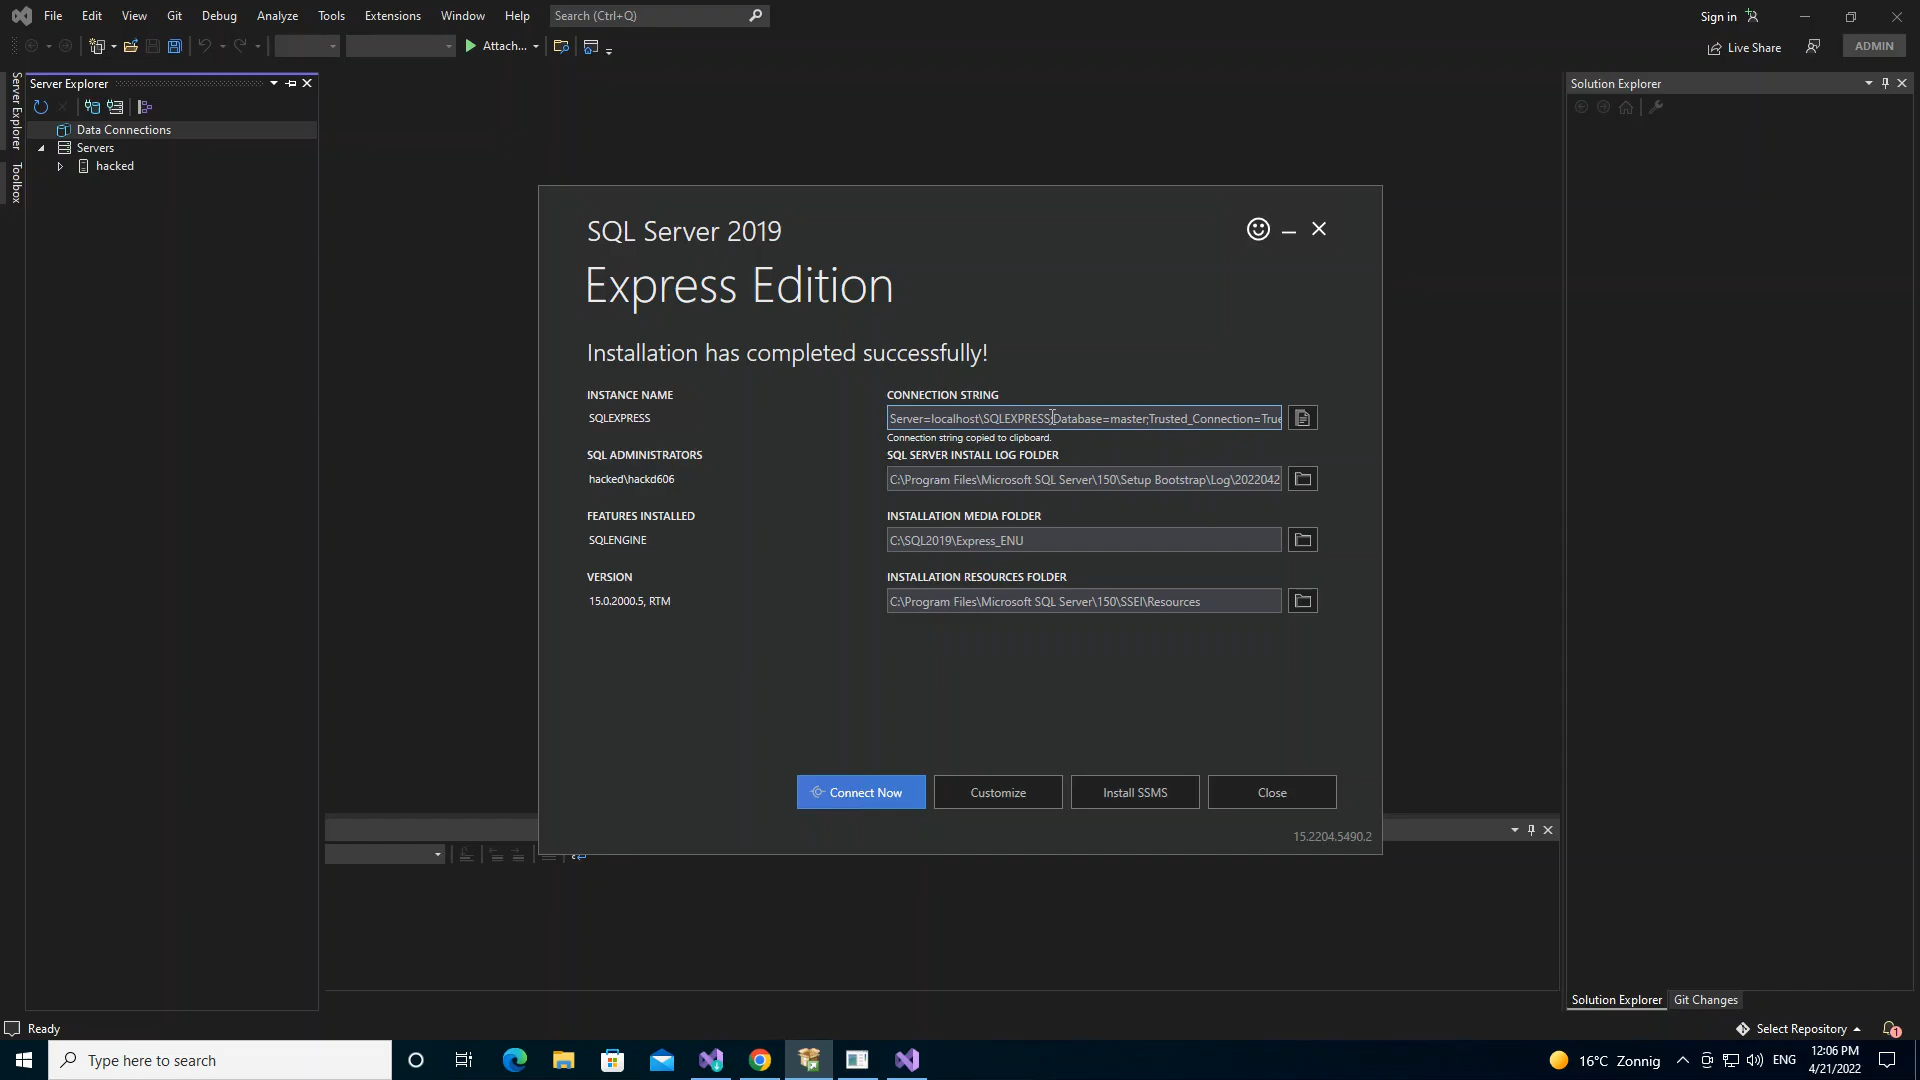 File Edit View Git Debug Analyze Tools Extensions Window Help Search (Ctrl+Q) Sign in
Attach... Live Share ADMIN
Server Explorer
Toolbox
Server Explorer
Data Connections
Servers
hacked
Solution Explorer
SQL Server 2019
Express Edition
Installation has completed successfully!
INSTANCE NAME
SQLEXPRESS
CONNECTION STRING
Server=localhost\SQLEXPRESS;Database=master;Trusted_Connection=True
Connection string copied to clipboard.
SQL ADMINISTRATORS
hacked\hackd606
SQL SERVER INSTALL LOG FOLDER
C:\Program Files\Microsoft SQL Server\150\Setup Bootstrap\Log\2022042
FEATURES INSTALLED
SQLENGINE
INSTALLATION MEDIA FOLDER
C:\SQL2019\Express_ENU
VERSION
15.0.2000.5, RTM
INSTALLATION RESOURCES FOLDER
C:\Program Files\Microsoft SQL Server\150\SSEI\Resources
Connect Now Customize Install SSMS Close
15.2204.5490.2
Solution Explorer Git Changes
Ready
Select Repository
1
Type here to search
16°C Zonnig
ENG
12:06 PM
4/21/2022